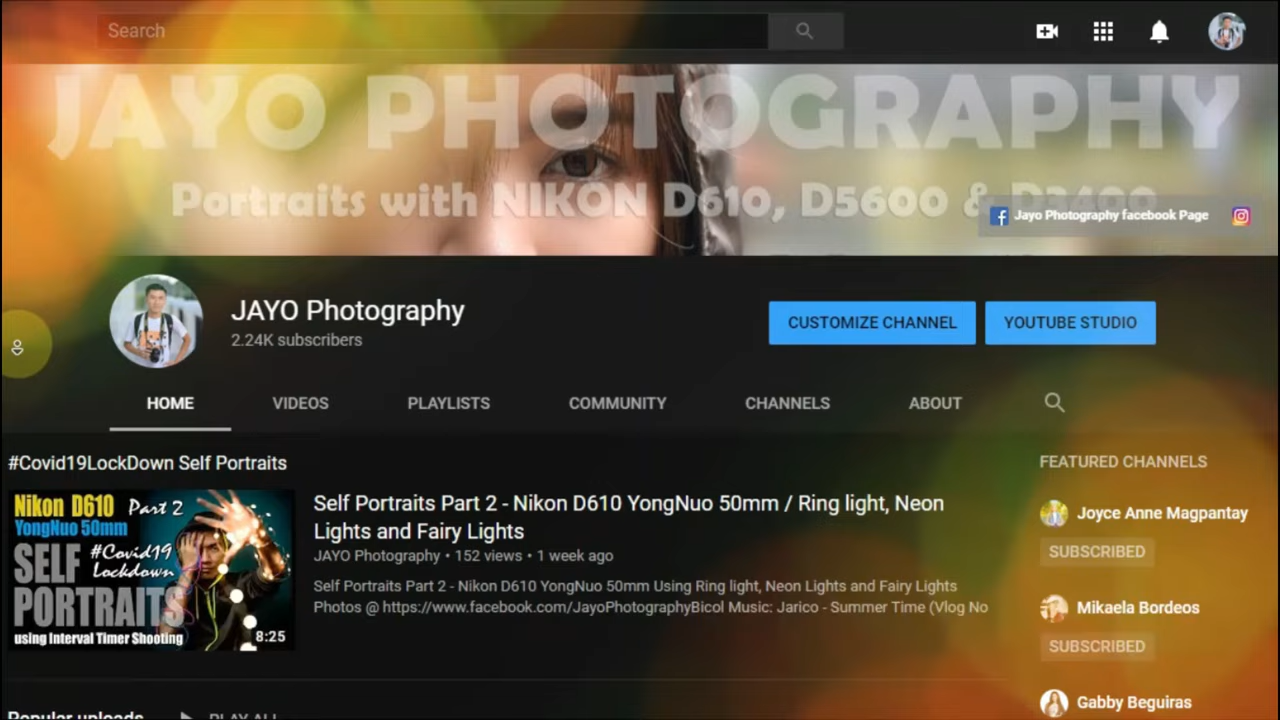 Search
JAYO PHOTOGRAPHY
Portraits with NIKON D610, D5600 & D3400
Jayo Photography facebook Page
JAYO Photography
2.24K subscribers
CUSTOMIZE CHANNEL
YOUTUBE STUDIO
HOME
VIDEOS
PLAYLISTS
COMMUNITY
CHANNELS
ABOUT
#Covid19LockDown Self Portraits
Nikon D610 Part 2
YongNuo 50mm
SELF #Covid19
Lockdown
PORTRAITS
using Interval Timer Shooting
8:25
Self Portraits Part 2 - Nikon D610 YongNuo 50mm / Ring light, Neon
Lights and Fairy Lights
JAYO Photography • 152 views • 1 week ago
Self Portraits Part 2 - Nikon D610 YongNuo 50mm Using Ring light, Neon Lights and Fairy Lights
Photos @ https://www.facebook.com/JayoPhotographyBicol Music: Jarico - Summer Time (Vlog No
FEATURED CHANNELS
Joyce Anne Magpantay
SUBSCRIBED
Mikaela Bordeos
SUBSCRIBED
Gabby Beguiras
Popular uploads
PLAY ALL